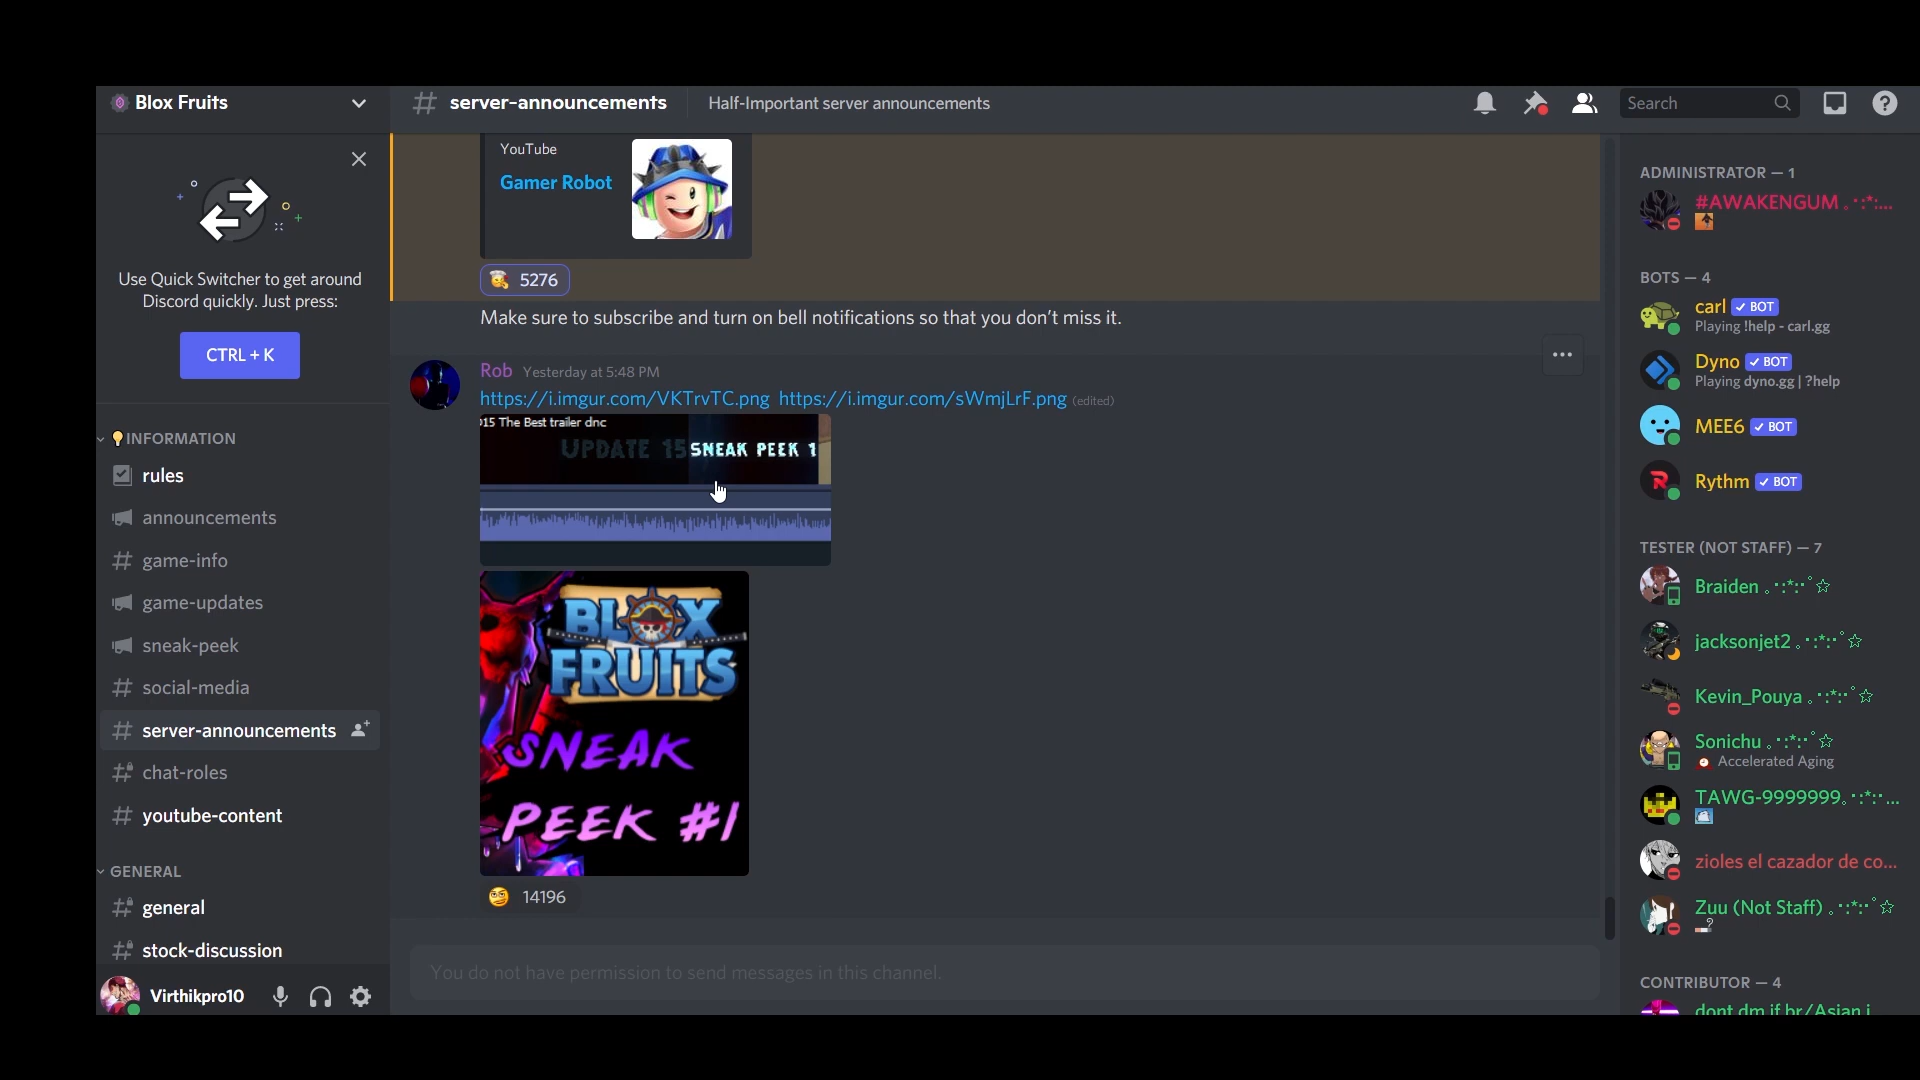 Blox Fruits
Use Quick Switcher to get around
Discord quickly. Just press:
CTRL + K
INFORMATION
rules
announcements
game-info
game-updates
sneak-peek
social-media
server-announcements
chat-roles
youtube-content
GENERAL
general
stock-discussion
Virthikpro10
server-announcements
Half-Important server announcements
Search
YouTube
Gamer Robot
5276
Make sure to subscribe and turn on bell notifications so that you don't miss it.
Rob Yesterday at 5:48 PM
https://i.imgur.com/VKTrvTC.png https://i.imgur.com/sWmjLrF.png (edited)
15 The Best trailer dnc
UPDATE 15 SNEAK PEEK 1
BLOX
FRUITS
SNEAK
PEEK #1
14196
You do not have permission to send messages in this channel.
ADMINISTRATOR — 1
#AWAKENGUM 。･:*:...
BOTS — 4
carl ✓ BOT
Playing !help - carl.gg
Dyno ✓ BOT
Playing dyno.gg | ?help
MEE6 ✓ BOT
Rythm ✓ BOT
TESTER (NOT STAFF) — 7
Braiden 。･:*:･ﾟ☆
jacksonjet2 。･:*:･ﾟ☆
Kevin_Pouya 。･:*:･ﾟ☆
Sonichu 。･:*:･ﾟ☆
Accelerated Aging
TAWG-9999999。･:*:･...
zioles el cazador de co...
Zuu (Not Staff) 。･:*:･ﾟ☆
CONTRIBUTOR — 4
dont dm if br/Asian i